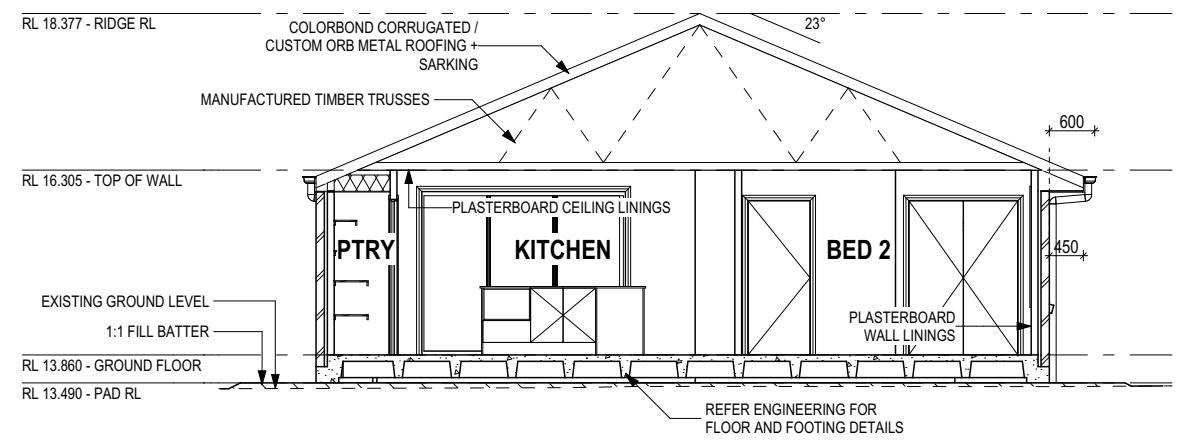 RL 18.377 - RIDGE RL
COLORBOND CORRUGATED /
CUSTOM ORB METAL ROOFING +
SARKING
23°
MANUFACTURED TIMBER TRUSSES
600
RL 16.305 - TOP OF WALL
PLASTERBOARD CEILING LININGS
PTRY
KITCHEN
BED 2
450
EXISTING GROUND LEVEL
1:1 FILL BATTER
PLASTERBOARD
WALL LININGS
RL 13.860 - GROUND FLOOR
RL 13.490 - PAD RL
REFER ENGINEERING FOR
FLOOR AND FOOTING DETAILS